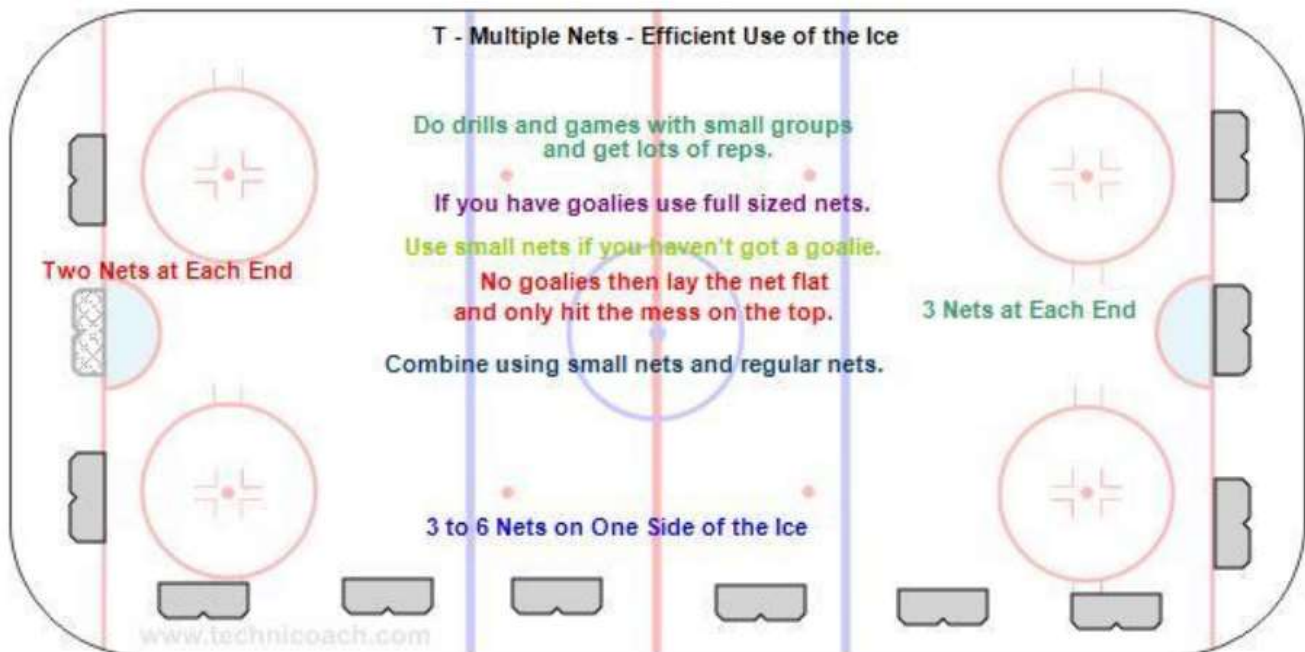 T - Multiple Nets - Efficient Use of the Ice
Do drills and games with small groups
and get lots of reps.
If you have goalies use full sized nets.
Use small nets if you haven't got a goalie.
Two Nets at Each End
No goalies then lay the net flat
and only hit the mess on the top.
3 Nets at Each End
Combine using small nets and regular nets.
3 to 6 Nets on One Side of the Ice
www.technicoach.com